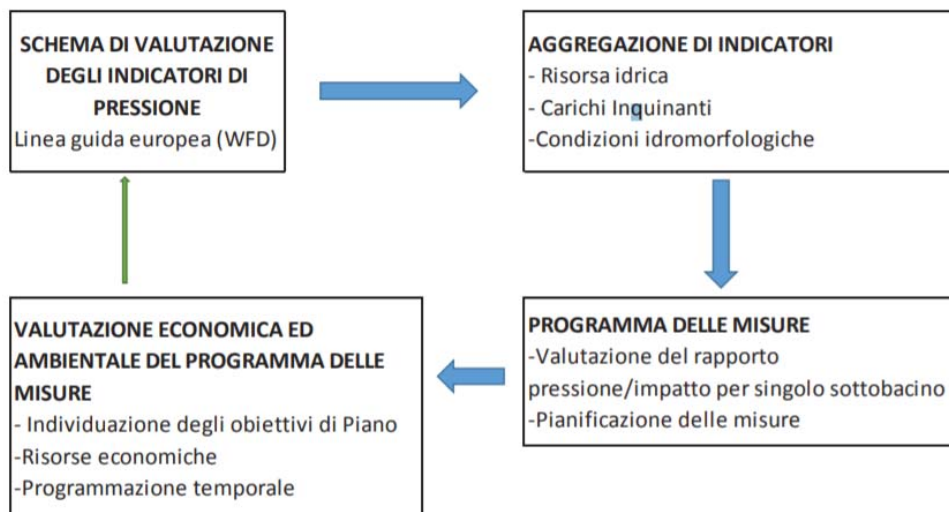 SCHEMA DI VALUTAZIONE
DEGLI INDICATORI DI
PRESSIONE
Linea guida europea (WFD)
AGGREGAZIONE DI INDICATORI
- Risorsa idrica
- Carichi Inquinanti
-Condizioni idromorfologiche
PROGRAMMA DELLE MISURE
-Valutazione del rapporto
pressione/impatto per singolo sottobacino
-Pianificazione delle misure
VALUTAZIONE ECONOMICA ED
AMBIENTALE DEL PROGRAMMA DELLE
MISURE
- Individuazione degli obiettivi di Piano
-Risorse economiche
-Programmazione temporale